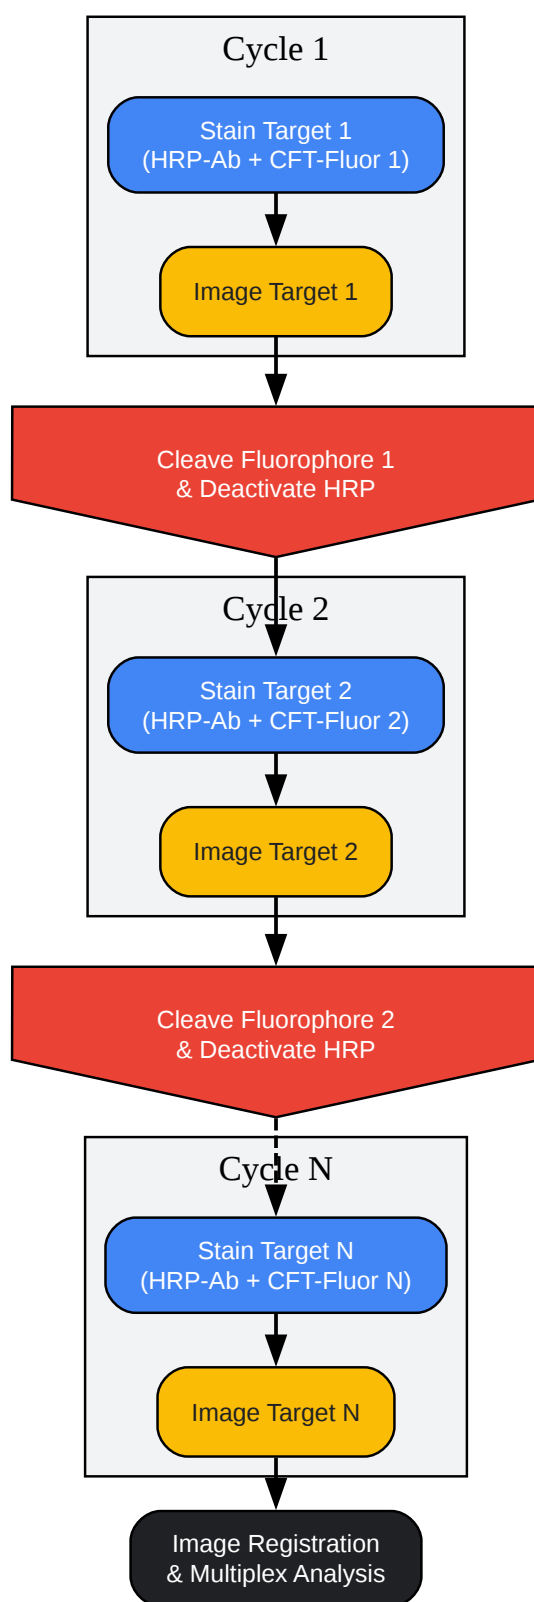 Cycle 1
Stain Target 1
(HRP-Ab + CFT-Fluor 1)
Image Target 1
Cleave Fluorophore 1
& Deactivate HRP
Cycle 2
Stain Target 2
(HRP-Ab + CFT-Fluor 2)
Image Target 2
Cleave Fluorophore 2
& Deactivate HRP
Cycle N
Stain Target N
(HRP-Ab + CFT-Fluor N)
Image Target N
Image Registration
& Multiplex Analysis